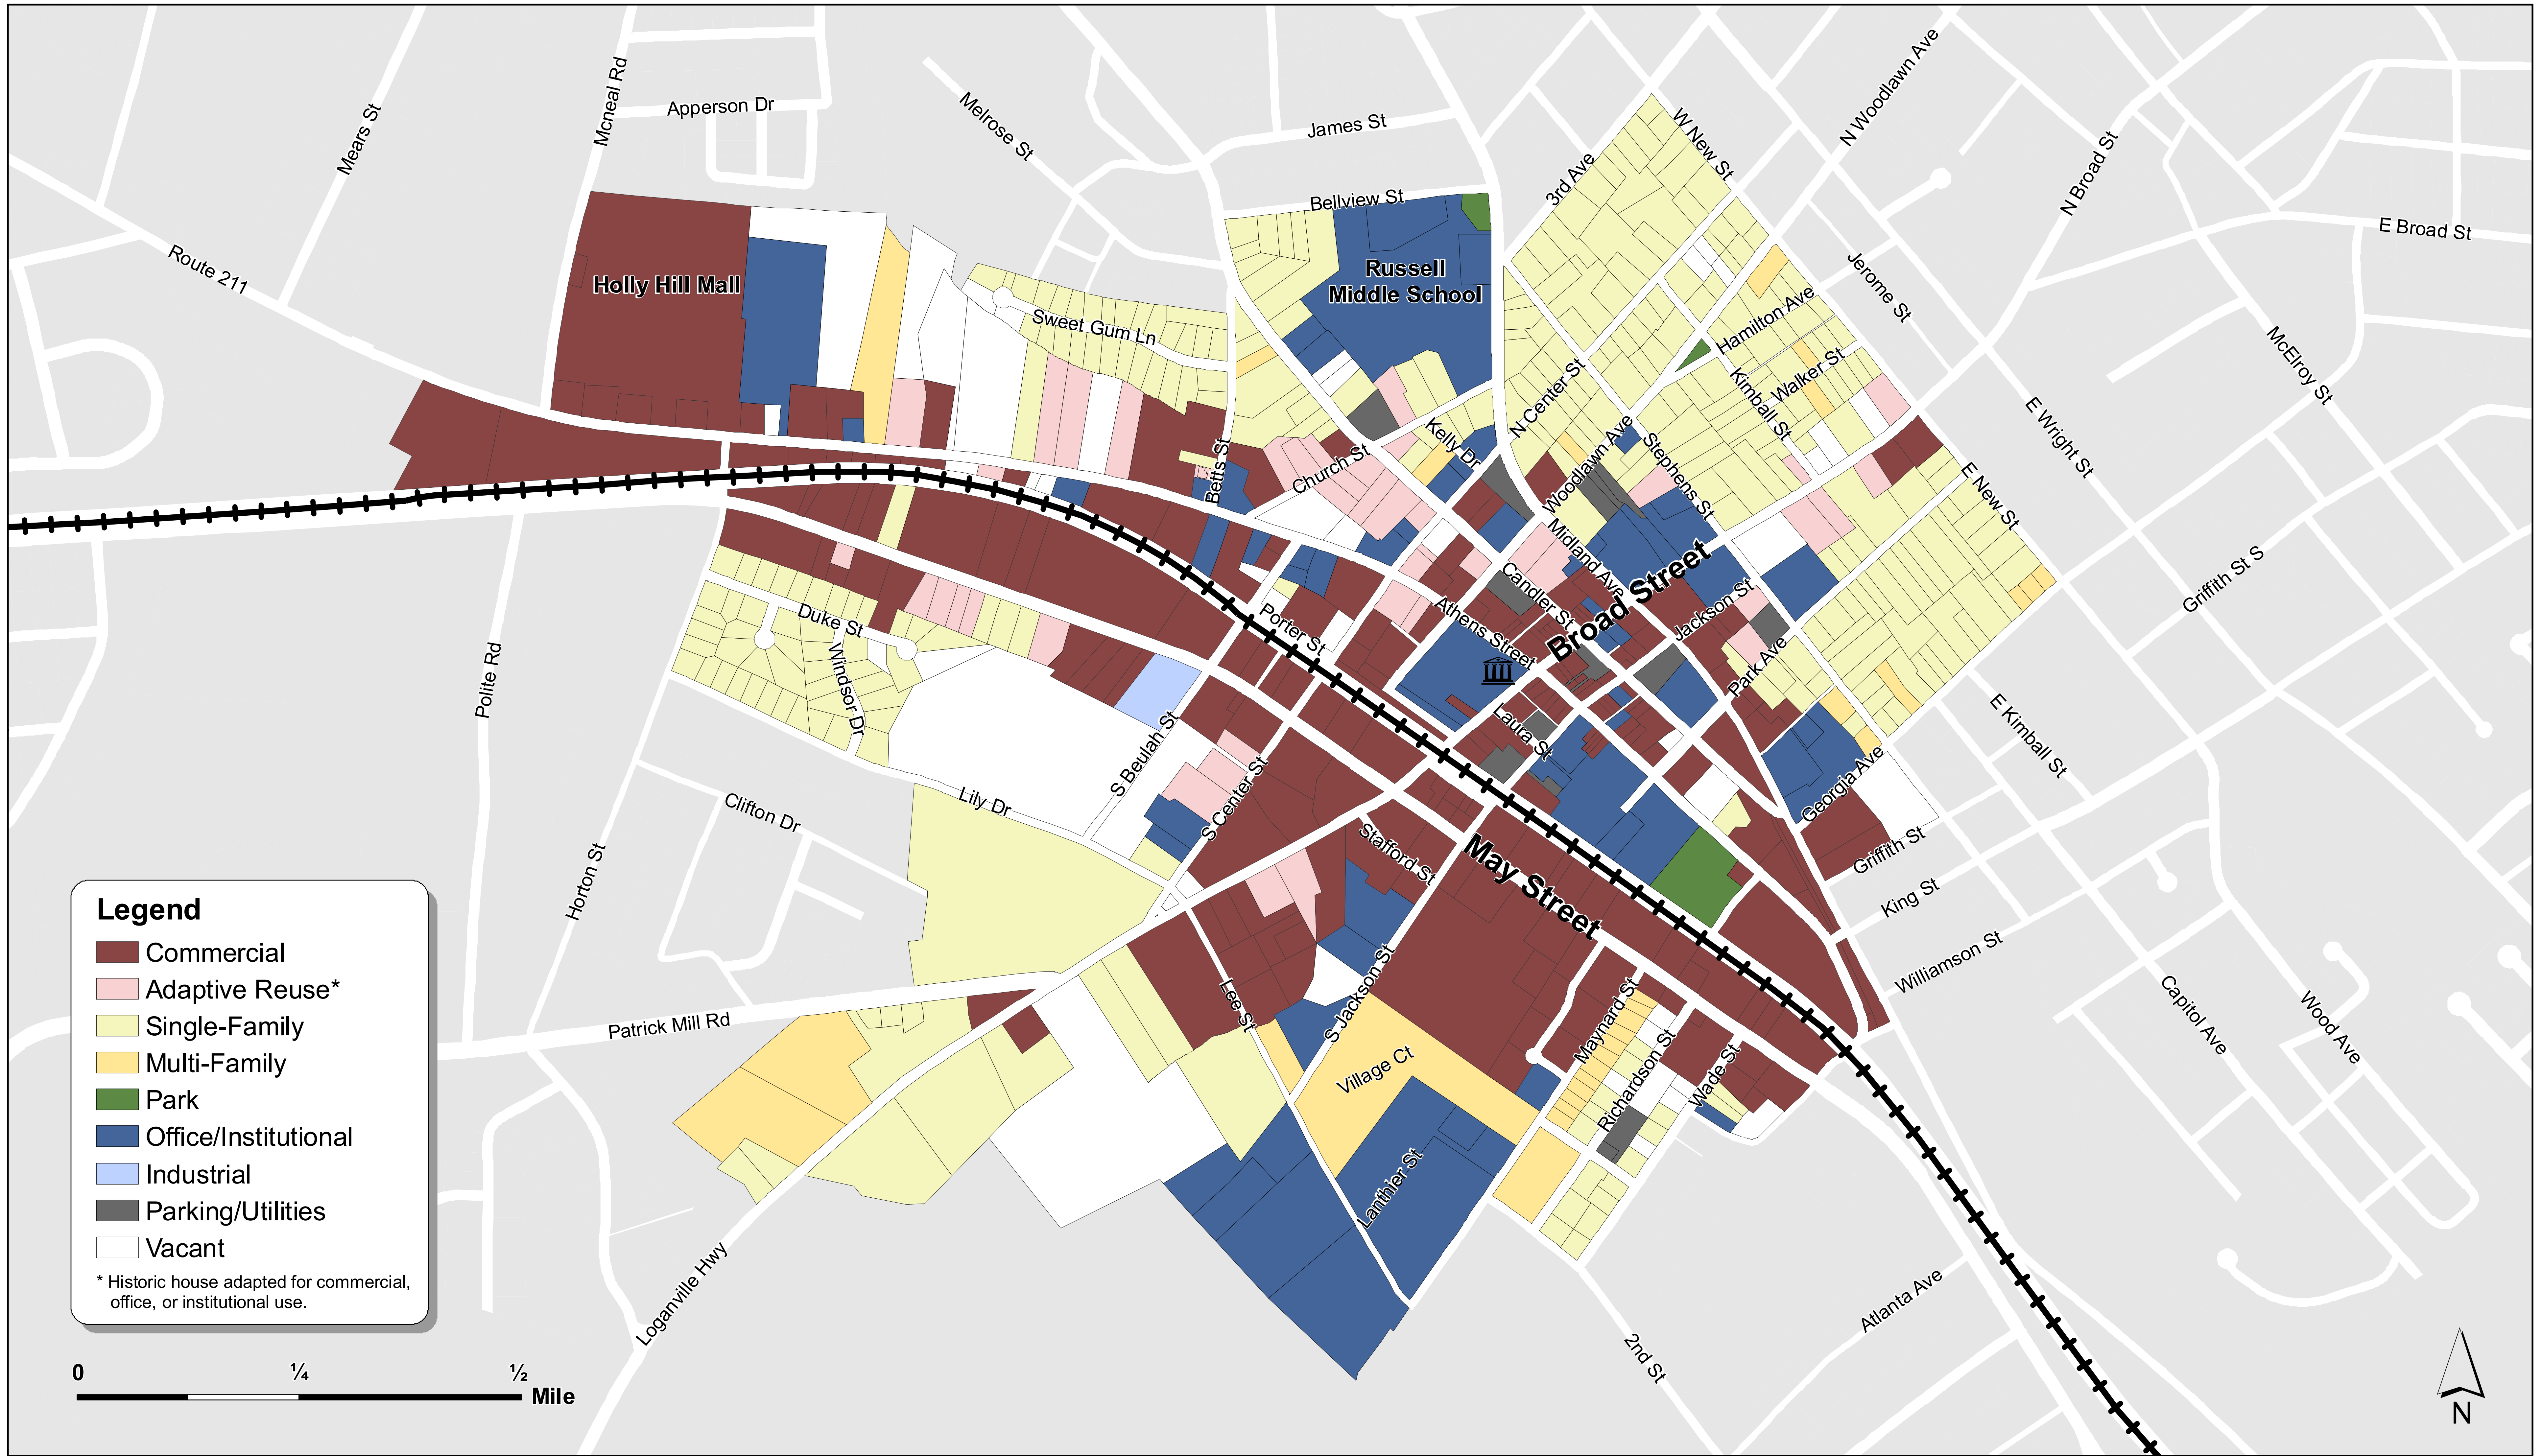 Mears St
Mcneal Rd
Apperson Dr
Melrose St
James St
Bellview St
3rd Ave
W New St
N Woodlawn Ave
N Broad St
E Broad St
Route 211
Holly Hill Mall
Russell
Middle School
Jerome St
Sweet Gum Ln
Hamilton Ave
Walker St
Kimball St
McElroy St
E Wright St
N Center St
Kelly Dr
Church St
Betts St
Woodlawn Ave
Stephens St
E New St
Midland Ave
Candler St
Broad Street
Jackson St
Athens Street
Porter St
Griffith St S
Duke St
Windsor Dr
Polite Rd
Park Ave
Laura St
E Kimball St
S Beulah St
S Center St
Georgia Ave
Lily Dr
Clifton Dr
Horton St
Stafford St
May Street
Griffith St
King St
Williamson St
Lee St
S Jackson St
Patrick Mill Rd
Village Ct
Maynard St
Richardson St
Wade St
Capitol Ave
Wood Ave
Lanthier St
Loganville Hwy
Atlanta Ave
2nd St
Legend
Commercial
Adaptive Reuse*
Single-Family
Multi-Family
Park
Office/Institutional
Industrial
Parking/Utilities
Vacant
* Historic house adapted for commercial,
office, or institutional use.
0 ¼ ½
Mile
N